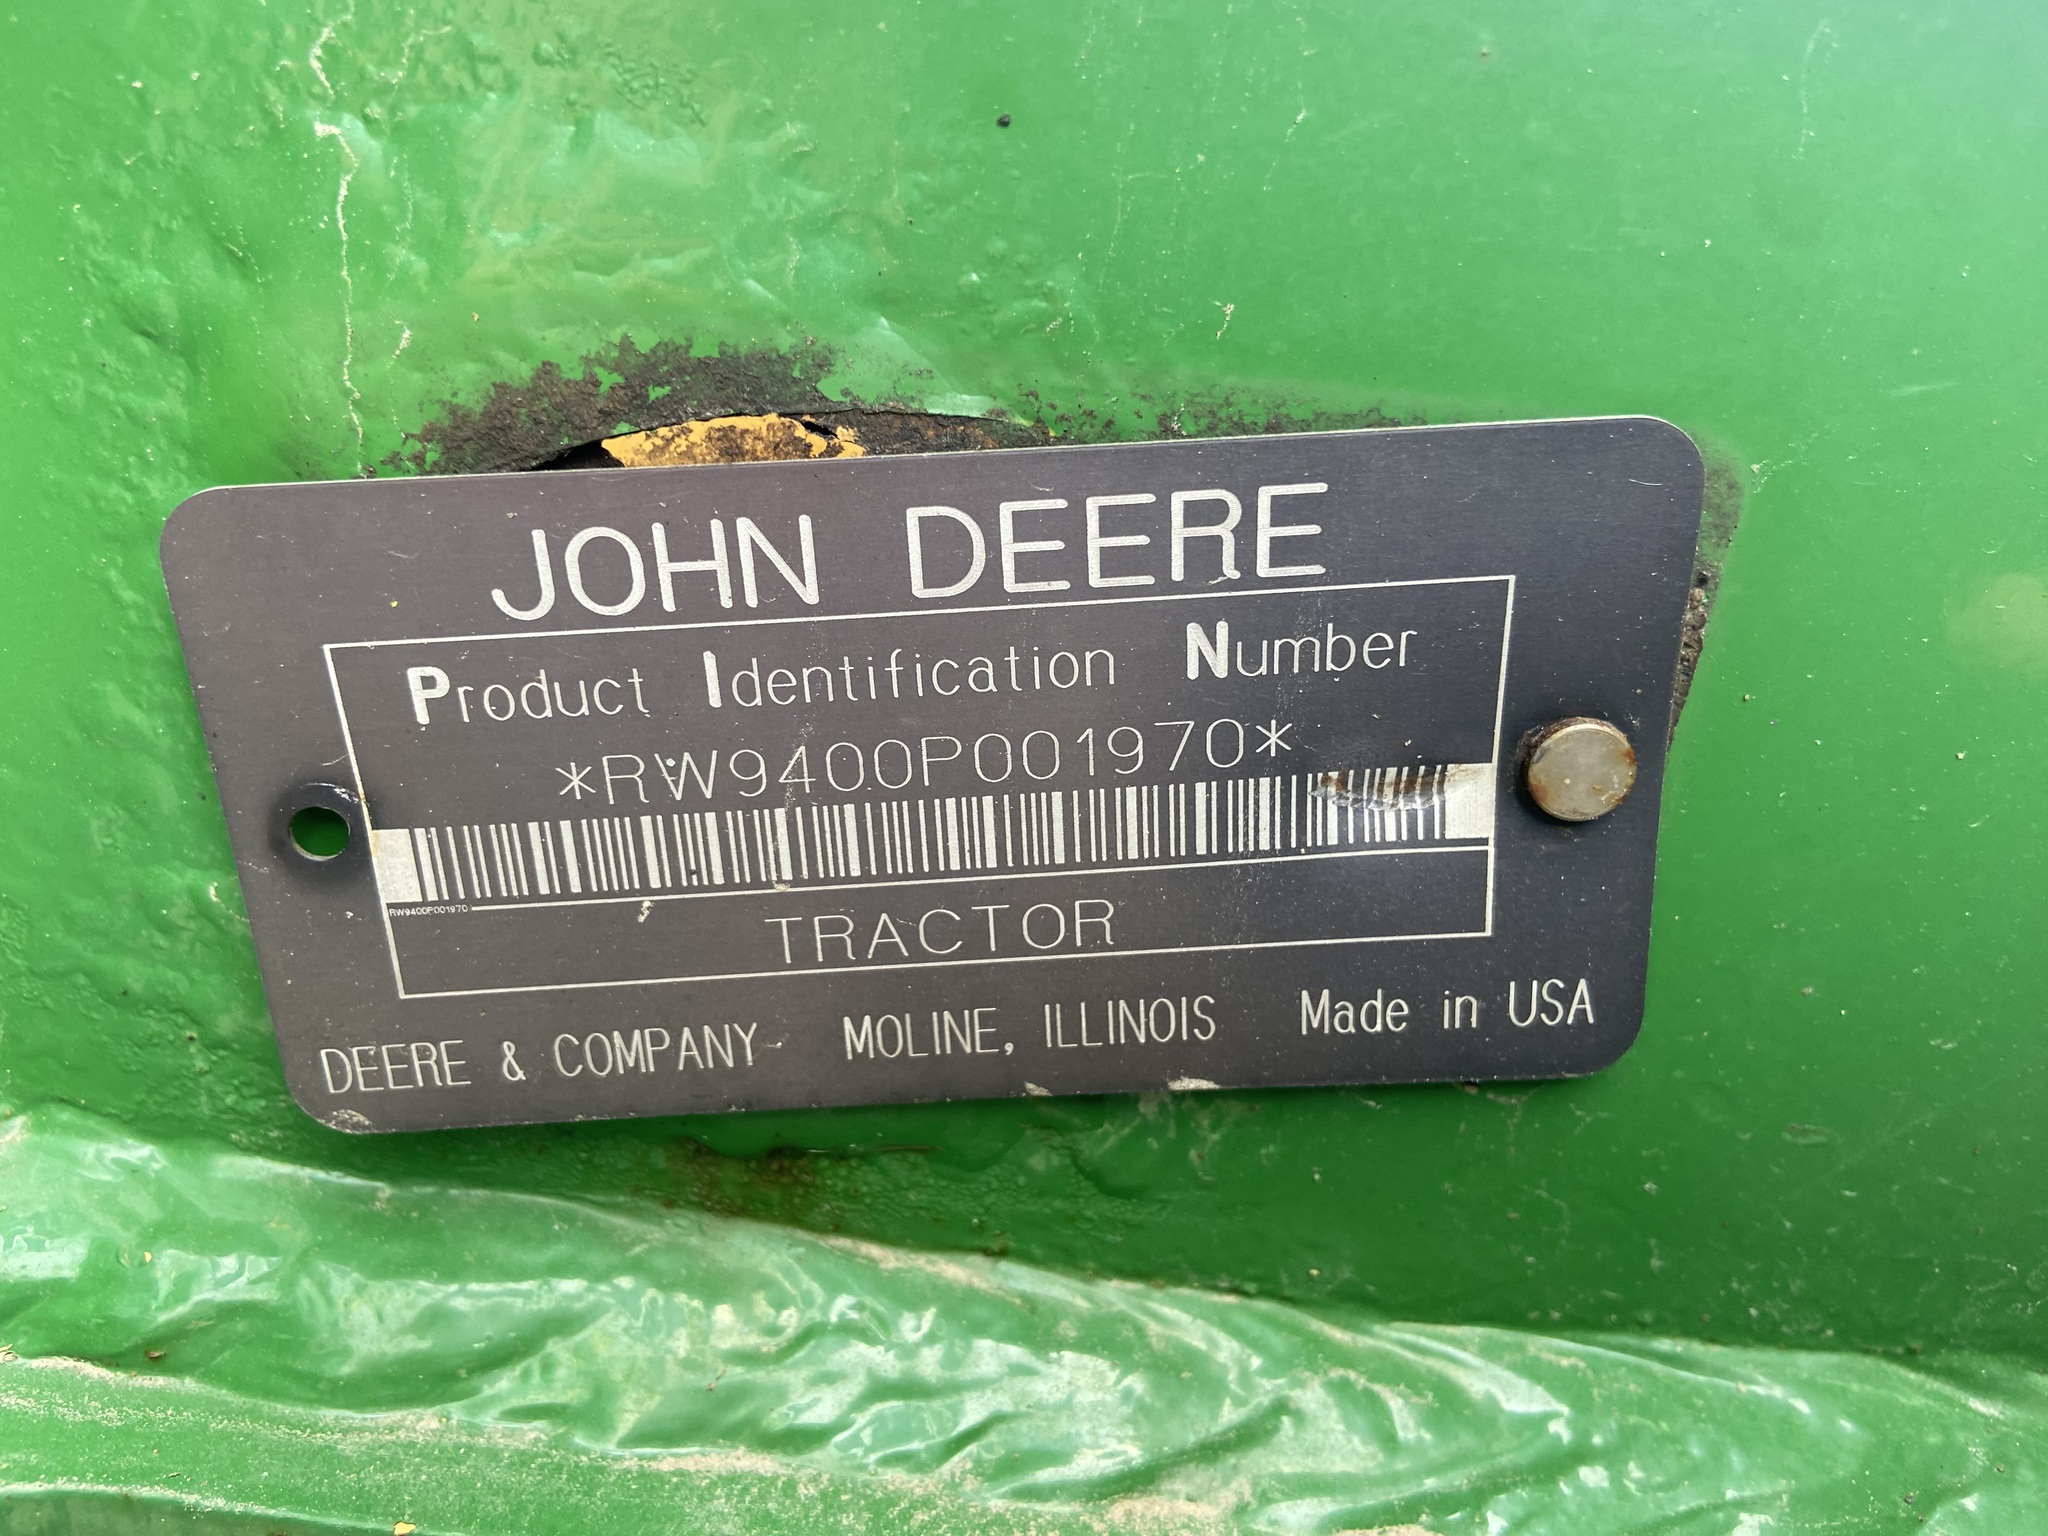 JOHN DEERE
Product Identification Number
*RW9400P001970*
RW9400P001970
TRACTOR
DEERE & COMPANY MOLINE, ILLINOIS Made in USA